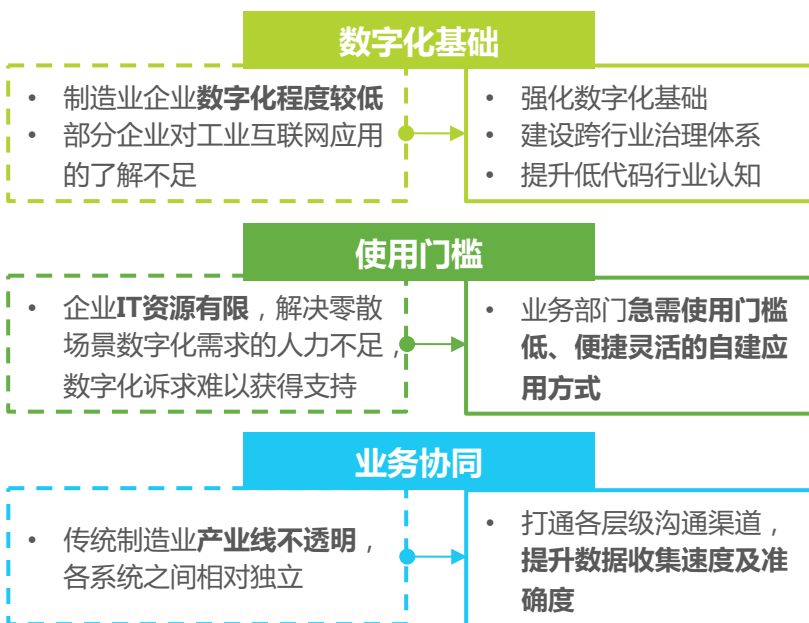 数字化基础
• 制造业企业数字化程度较低
• 部分企业对工业互联网应用
的了解不足
• 强化数字化基础
• 建设跨行业治理体系
• 提升低代码行业认知
使用门槛
• 企业IT资源有限，解决零散
场景数字化需求的人力不足，
数字化诉求难以获得支持
• 业务部门急需使用门槛
低、便捷灵活的自建应
用方式
业务协同
• 传统制造业产业线不透明，
各系统之间相对独立
• 打通各层级沟通渠道，
提升数据收集速度及准
确度